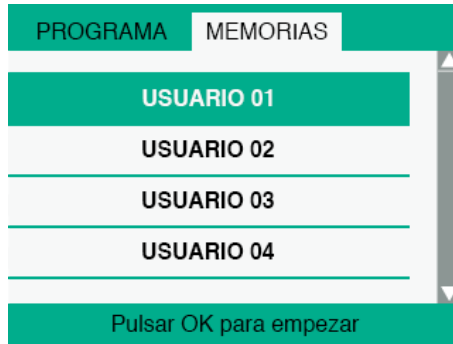 PROGRAMA MEMORIAS
USUARIO 01
USUARIO 02
USUARIO 03
USUARIO 04
Pulsar OK para empezar